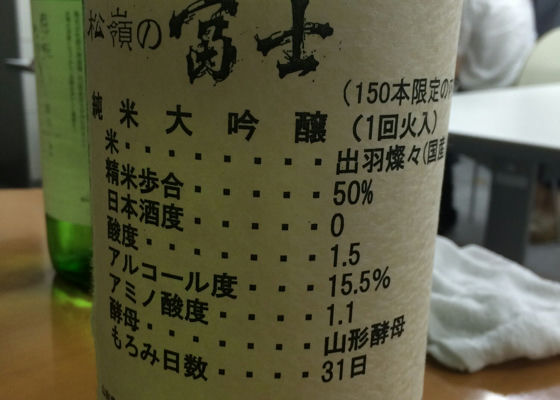 松嶺の富士
(150本限定の
純米大吟醸 (1回火入)
米・・・・・・・・出羽燦々(国産
精米歩合・・・・・50%
日本酒度・・・・・0
酸度・・・・・・・1.5
アルコール度・・・15.5%
アミノ酸度・・・・1.1
酵母・・・・・・・山形酵母
もろみ日数・・・・31日